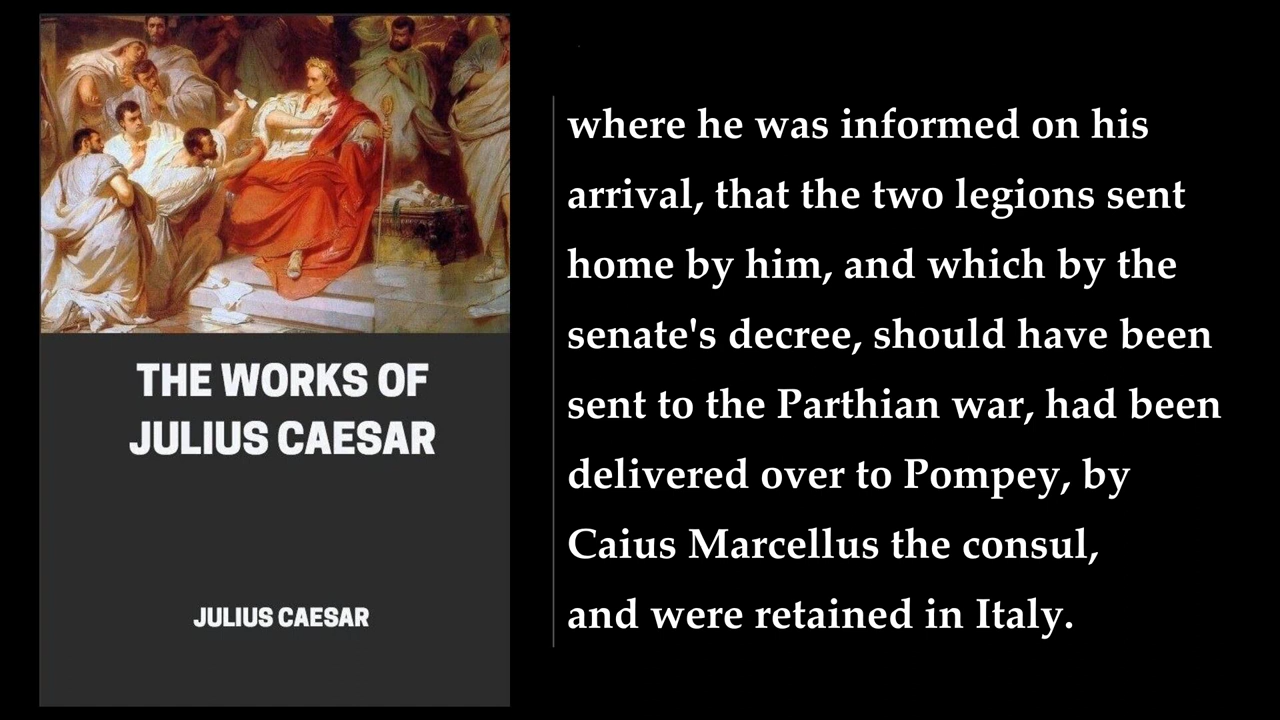 THE WORKS OF
JULIUS CAESAR
JULIUS CAESAR
where he was informed on his
arrival, that the two legions sent
home by him, and which by the
senate's decree, should have been
sent to the Parthian war, had been
delivered over to Pompey, by
Caius Marcellus the consul,
and were retained in Italy.